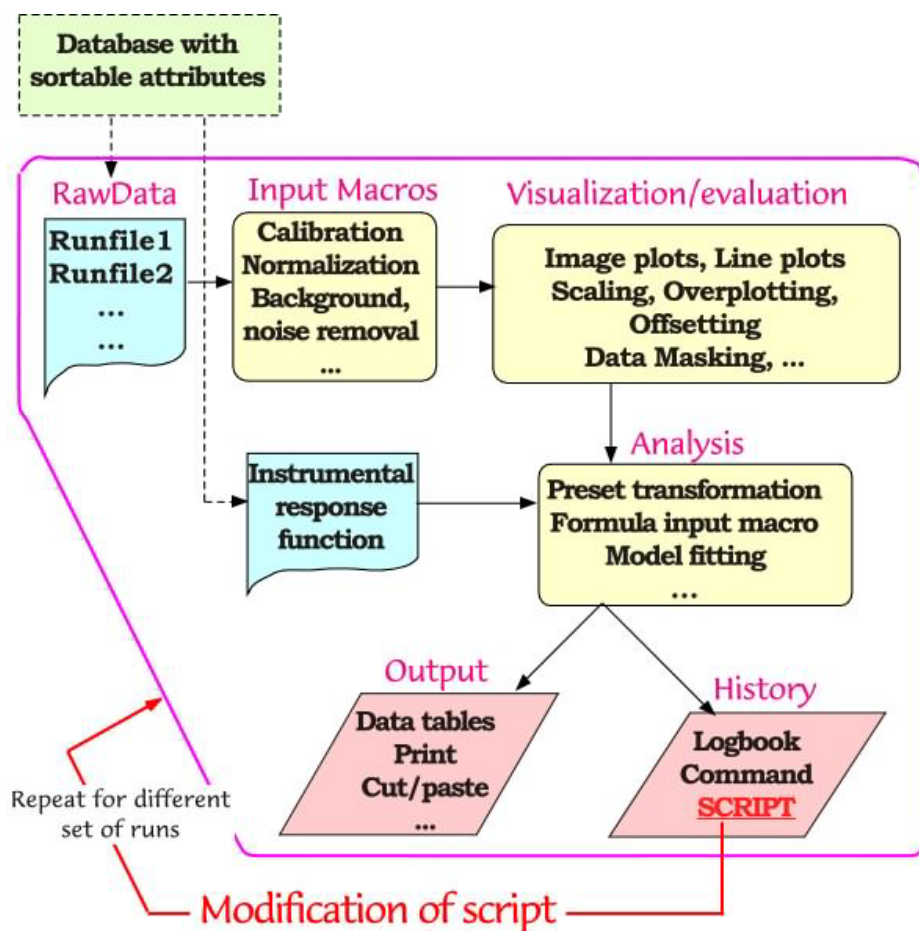 Database with
sortable attributes
RawData
Runfile1
Runfile2
...
...
Input Macros
Calibration
Normalization
Background,
noise removal
...
Visualization/evaluation
Image plots, Line plots
Scaling, Overplotting,
Offsetting
Data Masking, ...
Instrumental
response
function
Analysis
Preset transformation
Formula input macro
Model fitting
...
Output
Data tables
Print
Cut/paste
...
History
Logbook
Command
SCRIPT
Repeat for different
set of runs
Modification of script